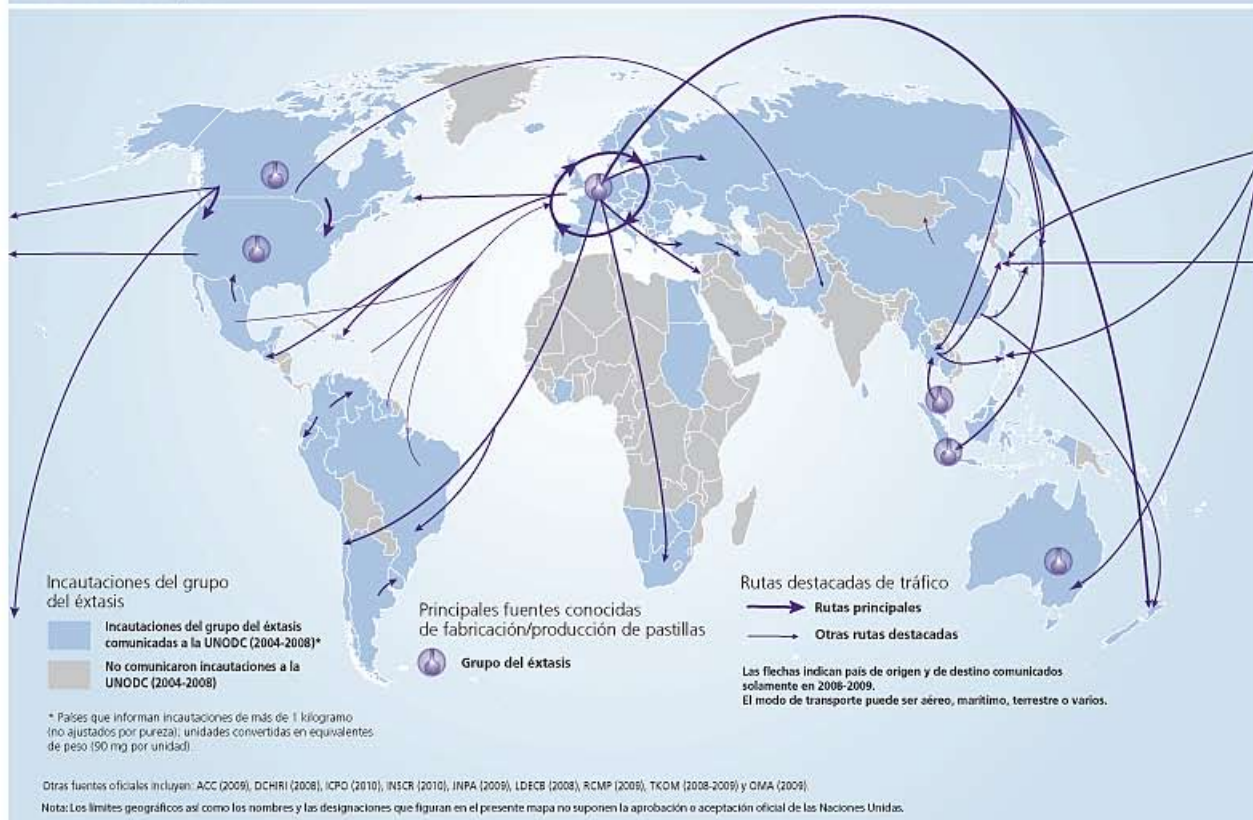 Incautaciones del grupo
del éxtasis
Incautaciones del grupo del éxtasis
comunicadas a la UNODC (2004-2008)*
No comunicaron incautaciones a la
UNODC (2004-2008)
* Países que informan incautaciones de más de 1 kilogramo
(no ajustados por pureza); unidades convertidas en equivalentes
de peso (90 mg por unidad)
Principales fuentes conocidas
de fabricación/producción de pastillas
Grupo del éxtasis
Rutas destacadas de tráfico
Rutas principales
Otras rutas destacadas
Las flechas indican país de origen y de destino comunicados
solamente en 2008-2009.
El modo de transporte puede ser aéreo, marítimo, terrestre o varios.
Otras fuentes oficiales incluyen: ACC (2009), DCHIRI (2008), ICPO (2010), INSCR (2010), JNPA (2009), LDECB (2008), RCMP (2009), TKOM (2008-2009) y OMA (2009).
Nota: Los límites geográficos así como los nombres y las designaciones que figuran en el presente mapa no suponen la aprobación o aceptación oficial de las Naciones Unidas.